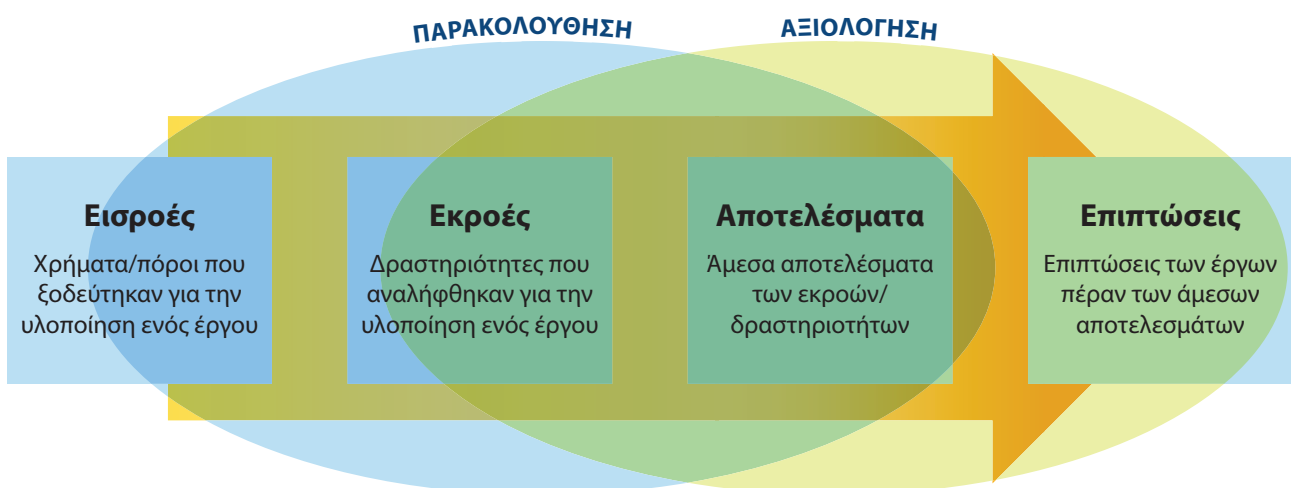 ΠΑΡΑΚΟΛΟΥΘΗΣΗ
ΑΞΙΟΛΟΓΗΣΗ
Εισροές
Χρήματα/πόροι που
ξοδεύτηκαν για την
υλοποίηση ενός έργου
Εκροές
Δραστηριότητες που
αναλήφθηκαν για την
υλοποίηση ενός έργου
Αποτελέσματα
Άμεσα αποτελέσματα
των εκροών/
δραστηριοτήτων
Επιπτώσεις
Επιπτώσεις των έργων
πέραν των άμεσων
αποτελεσμάτων